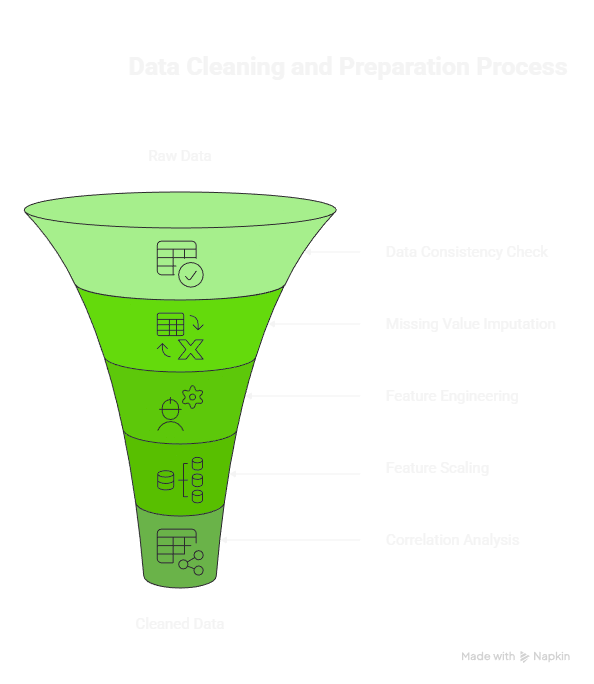 Data Cleaning and Preparation Process
Raw Data
Data Consistency Check
Missing Value Imputation
Feature Engineering
Feature Scaling
Correlation Analysis
Cleaned Data
Made with Napkin